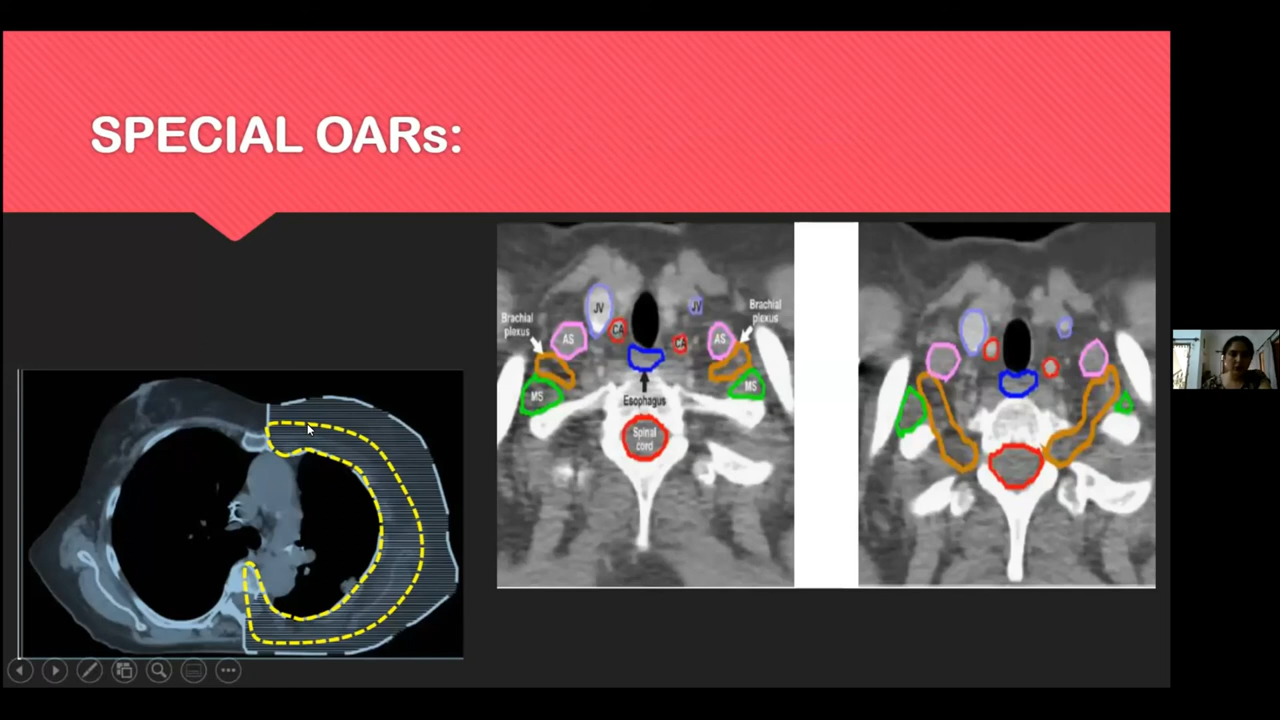 SPECIAL OARs:
JV
JV
Brachial
plexus
Brachial
plexus
CA
CA
AS
AS
MS
MS
Esophagus
Spinal
cord